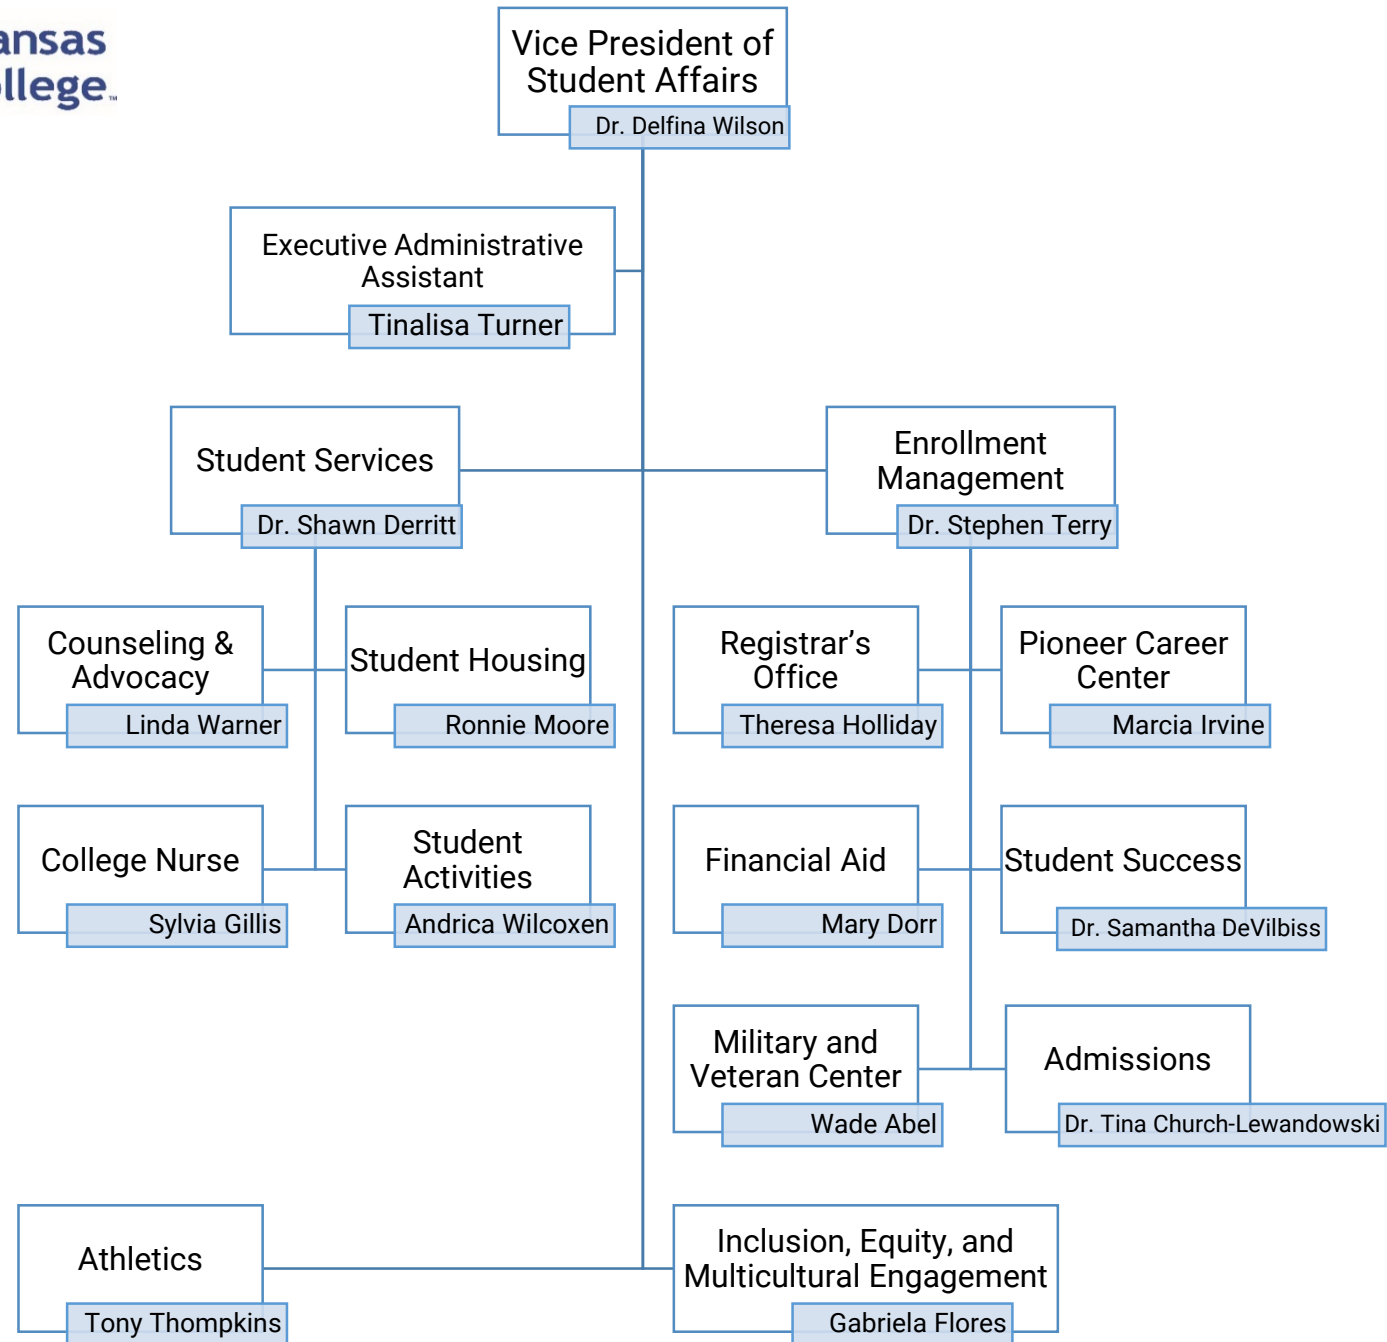 ansas
ollege™
Vice President of
Student Affairs
Dr. Delfina Wilson
Executive Administrative
Assistant
Tinalisa Turner
Student Services
Dr. Shawn Derritt
Enrollment
Management
Dr. Stephen Terry
Counseling &
Advocacy
Linda Warner
Student Housing
Ronnie Moore
Registrar’s
Office
Theresa Holliday
Pioneer Career
Center
Marcia Irvine
College Nurse
Sylvia Gillis
Student
Activities
Andrica Wilcoxen
Financial Aid
Mary Dorr
Student Success
Dr. Samantha DeVilbiss
Military and
Veteran Center
Wade Abel
Admissions
Dr. Tina Church-Lewandowski
Athletics
Tony Thompkins
Inclusion, Equity, and
Multicultural Engagement
Gabriela Flores